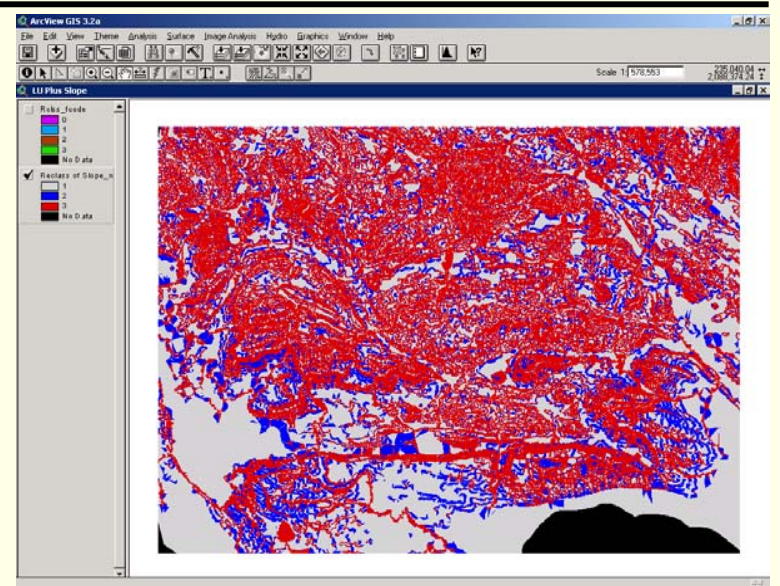 ArcView GIS 3.2a
File Edit View Theme Analysis Surface Image Analysis Hydro Graphics Window Help
Scale 1: 578,553
235,040.04
2,088,374.24
LU Plus Slope
0
1
2
3
No Data
Reclass of Slope_n
1
2
3
No Data